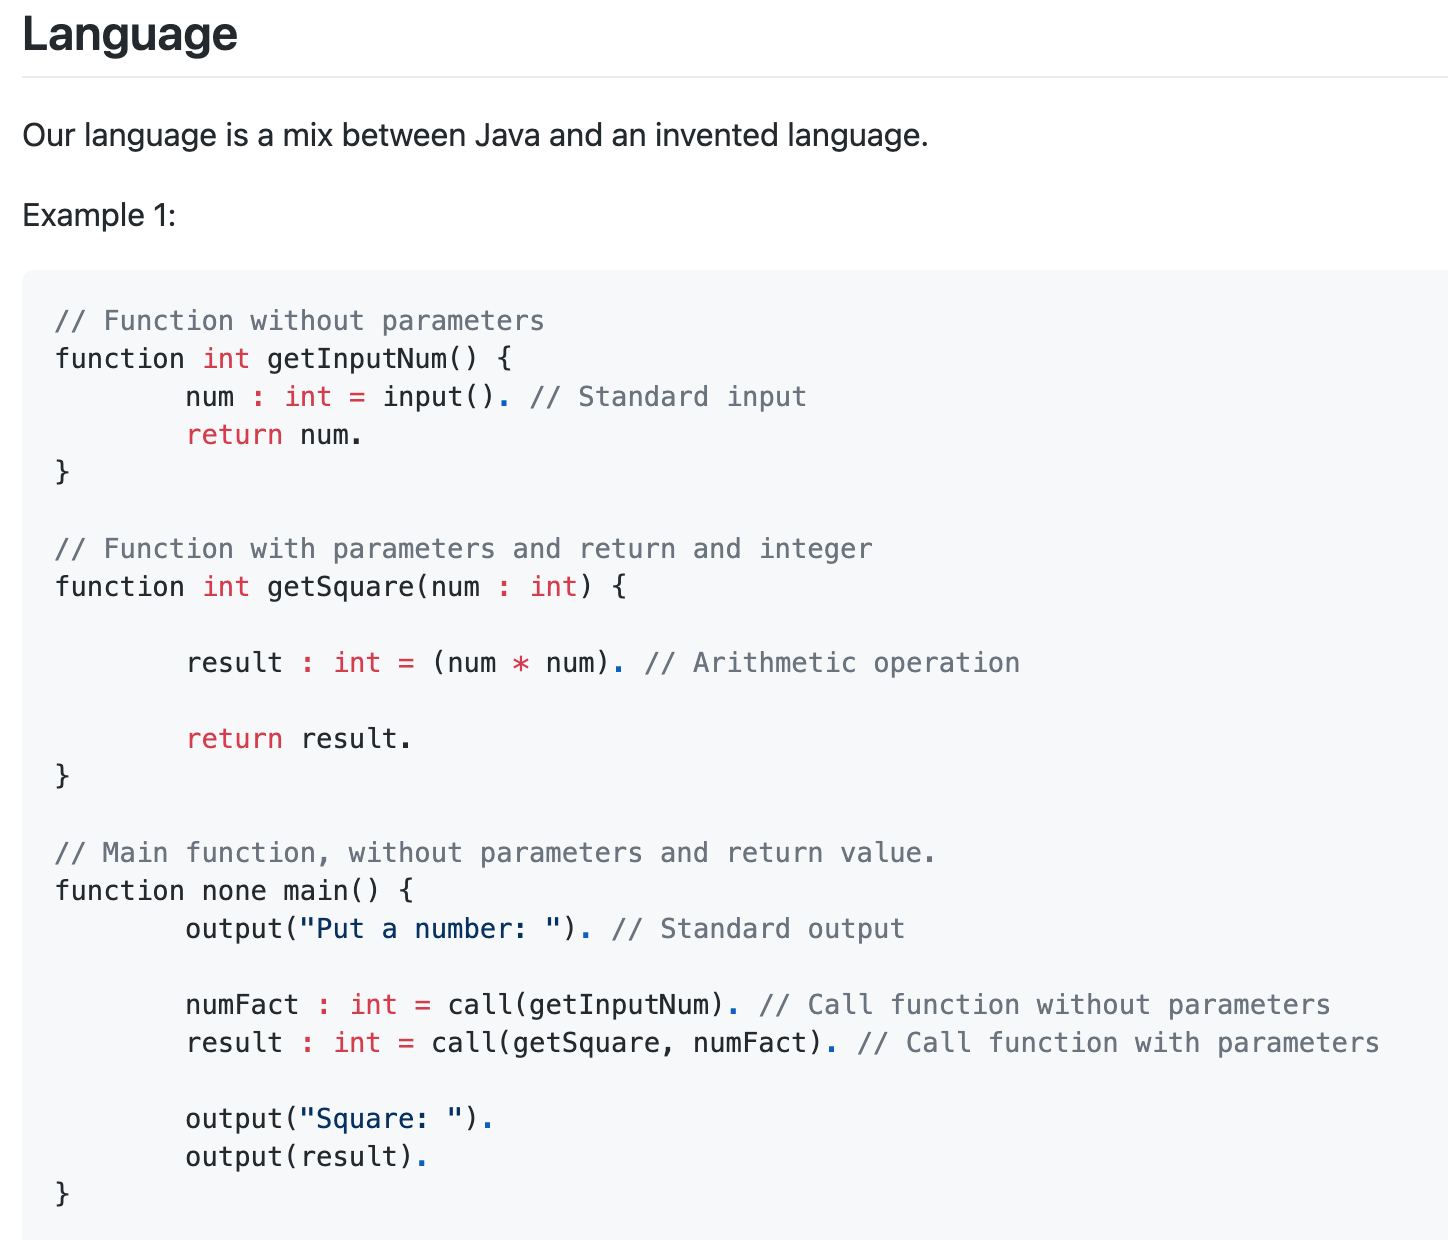 Language
Our language is a mix between Java and an invented language.
Example 1:
// Function without parameters
function int getInputNum() {
        num : int = input(). // Standard input
        return num.
}
// Function with parameters and return and integer
function int getSquare(num : int) {
        result : int = (num * num). // Arithmetic operation
        return result.
}
// Main function, without parameters and return value.
function none main() {
        output("Put a number: "). // Standard output
        numFact : int = call(getInputNum). // Call function without parameters
        result : int = call(getSquare, numFact). // Call function with parameters
        output("Square: ").
        output(result).
}